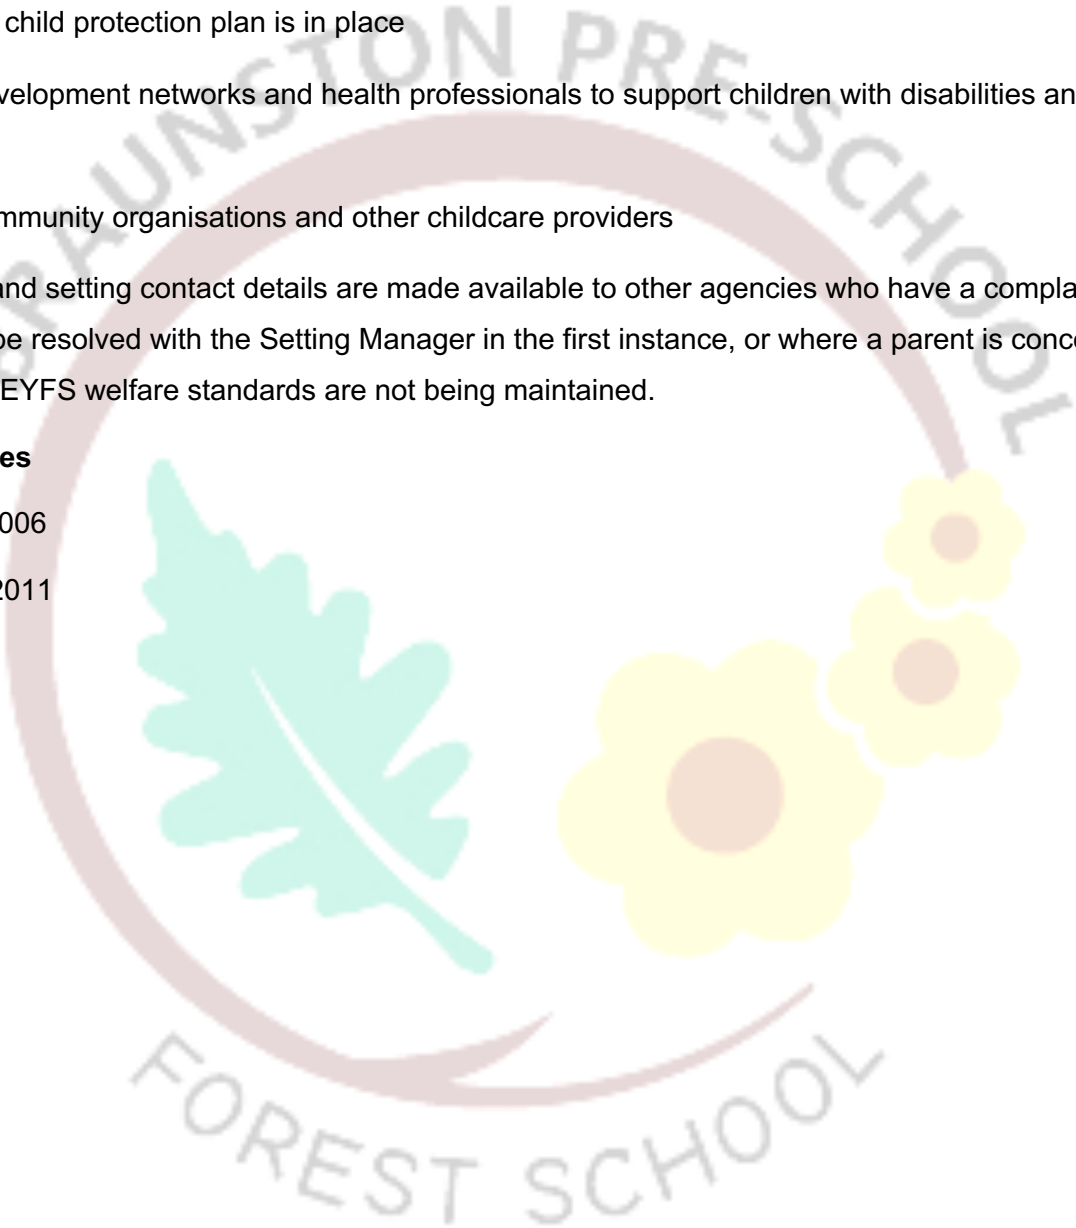 BRAUNSTON PRE-SCHOOL
child protection plan is in place
velopment networks and health professionals to support children with disabilities an
mmunity organisations and other childcare providers
and setting contact details are made available to other agencies who have a compla
be resolved with the Setting Manager in the first instance, or where a parent is conc
EYFS welfare standards are not being maintained.
es
006
2011
FOREST SCHOOL